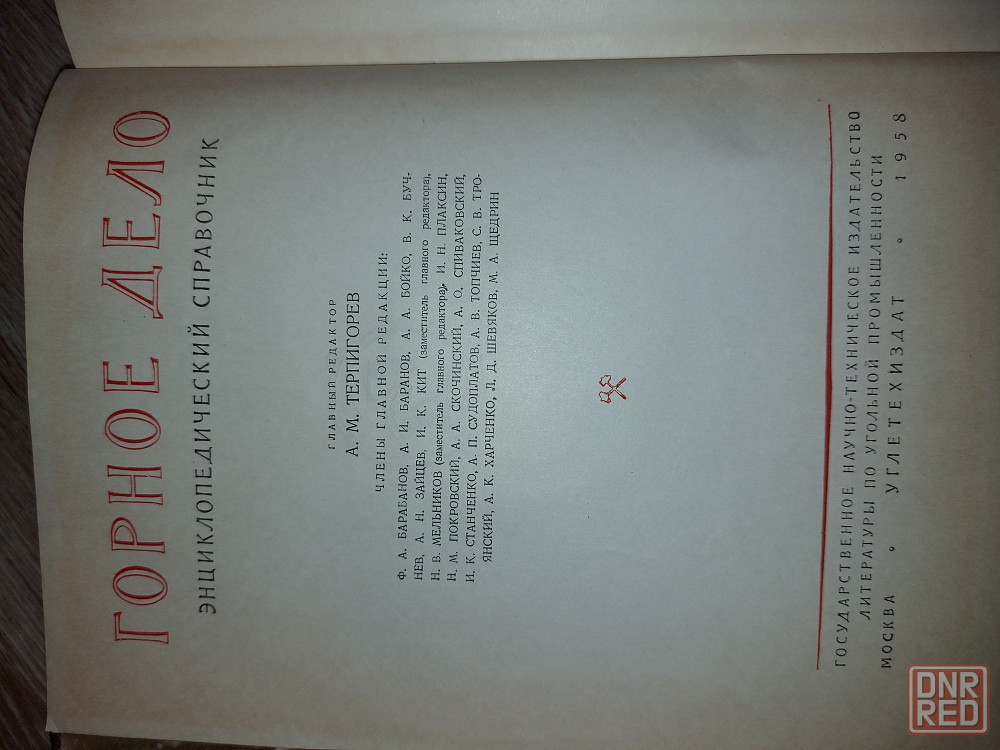 ГОРНОЕ ДЕЛО
ЭНЦИКЛОПЕДИЧЕСКИЙ СПРАВОЧНИК
ГЛАВНЫЙ РЕДАКТОР
А. М. ТЕРПИГОРЕВ
ЧЛЕНЫ ГЛАВНОЙ РЕДАКЦИИ:
Ф. А. БАРАБАНОВ, А. И. БАРАНОВ, А. А. БОЙКО, В. К. БУЧ-
НЕВ, А. Н. ЗАЙЦЕВ, И. К. КИТ (заместитель главного редактора),
Н. В. МЕЛЬНИКОВ (заместитель главного редактора), И. Н. ПЛАКСИН,
Н. М. ПОКРОВСКИЙ, А. А. СКОЧИНСКИЙ, А. О. СПИВАКОВСКИЙ,
И. К. СТАНЧЕНКО, А. П. СУДОПЛАТОВ, А. В. ТОПЧИЕВ, С. В. ТРО-
ЯНСКИЙ, А. К. ХАРЧЕНКО, Л. Д. ШЕВЯКОВ, М. А. ЩЕДРИН
ГОСУДАРСТВЕННОЕ НАУЧНО-ТЕХНИЧЕСКОЕ ИЗДАТЕЛЬСТВО
ЛИТЕРАТУРЫ ПО УГОЛЬНОЙ ПРОМЫШЛЕННОСТИ
МОСКВА ∘ УГЛЕТЕХИЗДАТ ∘ 1958
DNR
RED